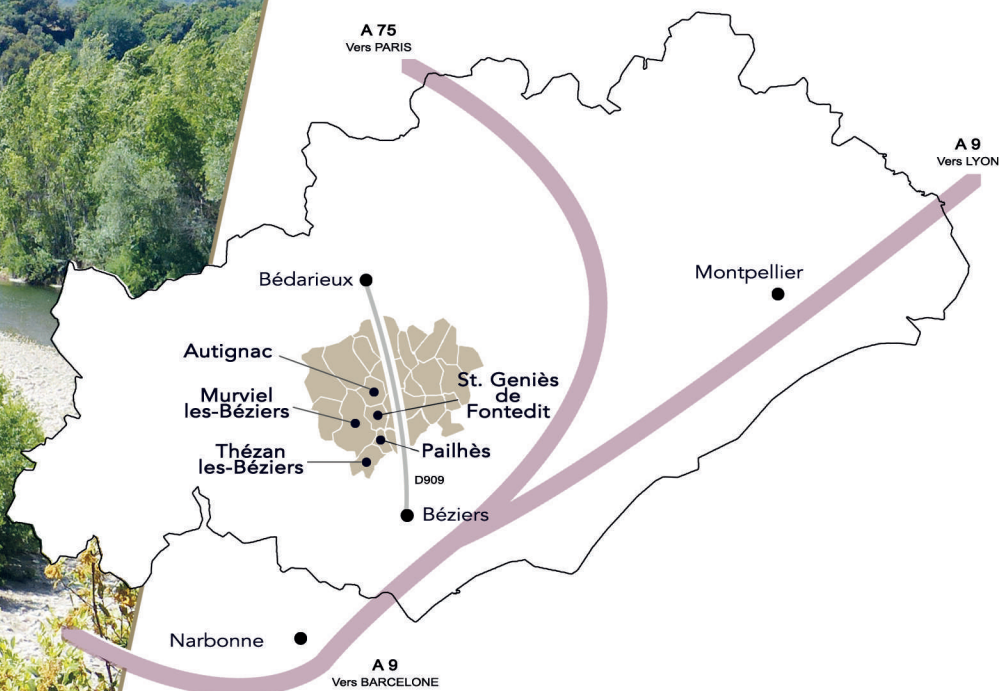 A 75
Vers PARIS
A 9
Vers LYON
Bédarieux
Montpellier
Autignac
St. Geniès
de
Fontedit
Murviel
les-Béziers
Pailhès
Thézan
les-Béziers
D909
Béziers
Narbonne
A 9
Vers BARCELONE